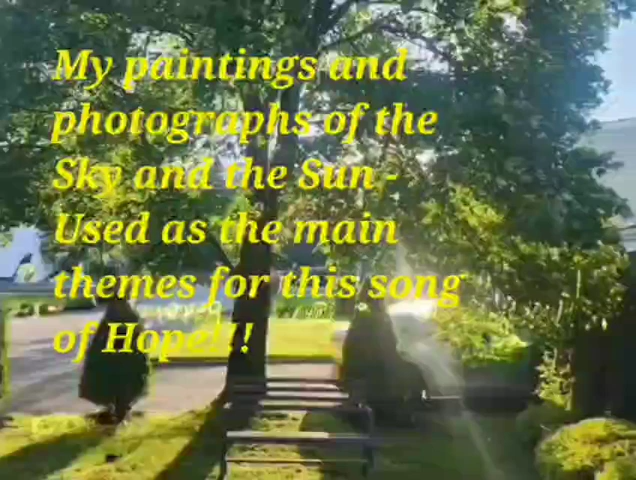 My paintings and
photographs of the
Sky and the Sun -
Used as the main
themes for this song
of Hope!!!